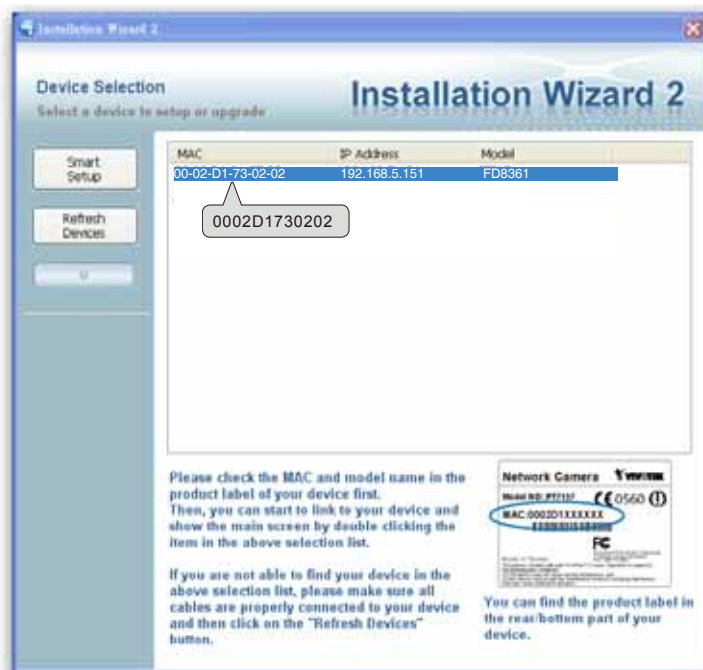 Installation Wizard 2
Device Selection
Select a device to setup or upgrade
Installation Wizard 2
Smart
Setup
Refresh
Devices
MAC IP Address Model
00-02-D1-73-02-02 192.168.5.151 FD8361
0002D1730202
Please check the MAC and model name in the
product label of your device first.
Then, you can start to link to your device and
show the main screen by double clicking the
item in the above selection list.
If you are not able to find your device in the
above selection list, please make sure all
cables are properly connected to your device
and then click on the "Refresh Devices"
button.
Network Camera VIVOTEK
Model NO: PT7137 CE 0560
MAC:0002D1XXXXXX
FC
You can find the product label in
the rear/bottom part of your
device.